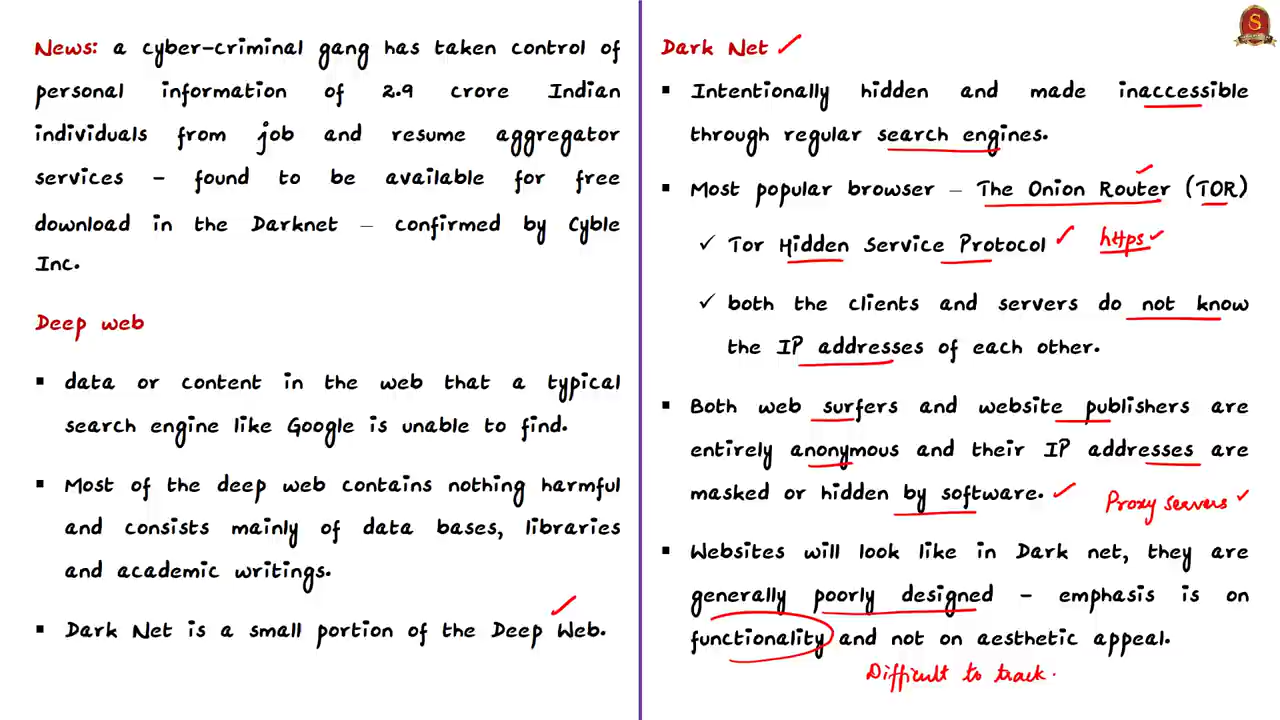 News: a cyber-criminal gang has taken control of
personal information of 2.9 crore Indian
individuals from job and resume aggregator
services – found to be available for free
download in the Darknet – confirmed by Cyble
Inc.
Deep web
▪ data or content in the web that a typical
search engine like Google is unable to find.
▪ Most of the deep web contains nothing harmful
and consists mainly of data bases, libraries
and academic writings.
▪ Dark Net is a small portion of the Deep Web.
Dark Net
▪ Intentionally hidden and made inaccessible
through regular search engines.
▪ Most popular browser – The Onion Router (TOR)
✓ Tor Hidden Service Protocol https
✓ both the clients and servers do not know
the IP addresses of each other.
▪ Both web surfers and website publishers are
entirely anonymous and their IP addresses are
masked or hidden by software. Proxy servers
▪ Websites will look like in Dark net, they are
generally poorly designed – emphasis is on
functionality and not on aesthetic appeal.
Difficult to track.
S